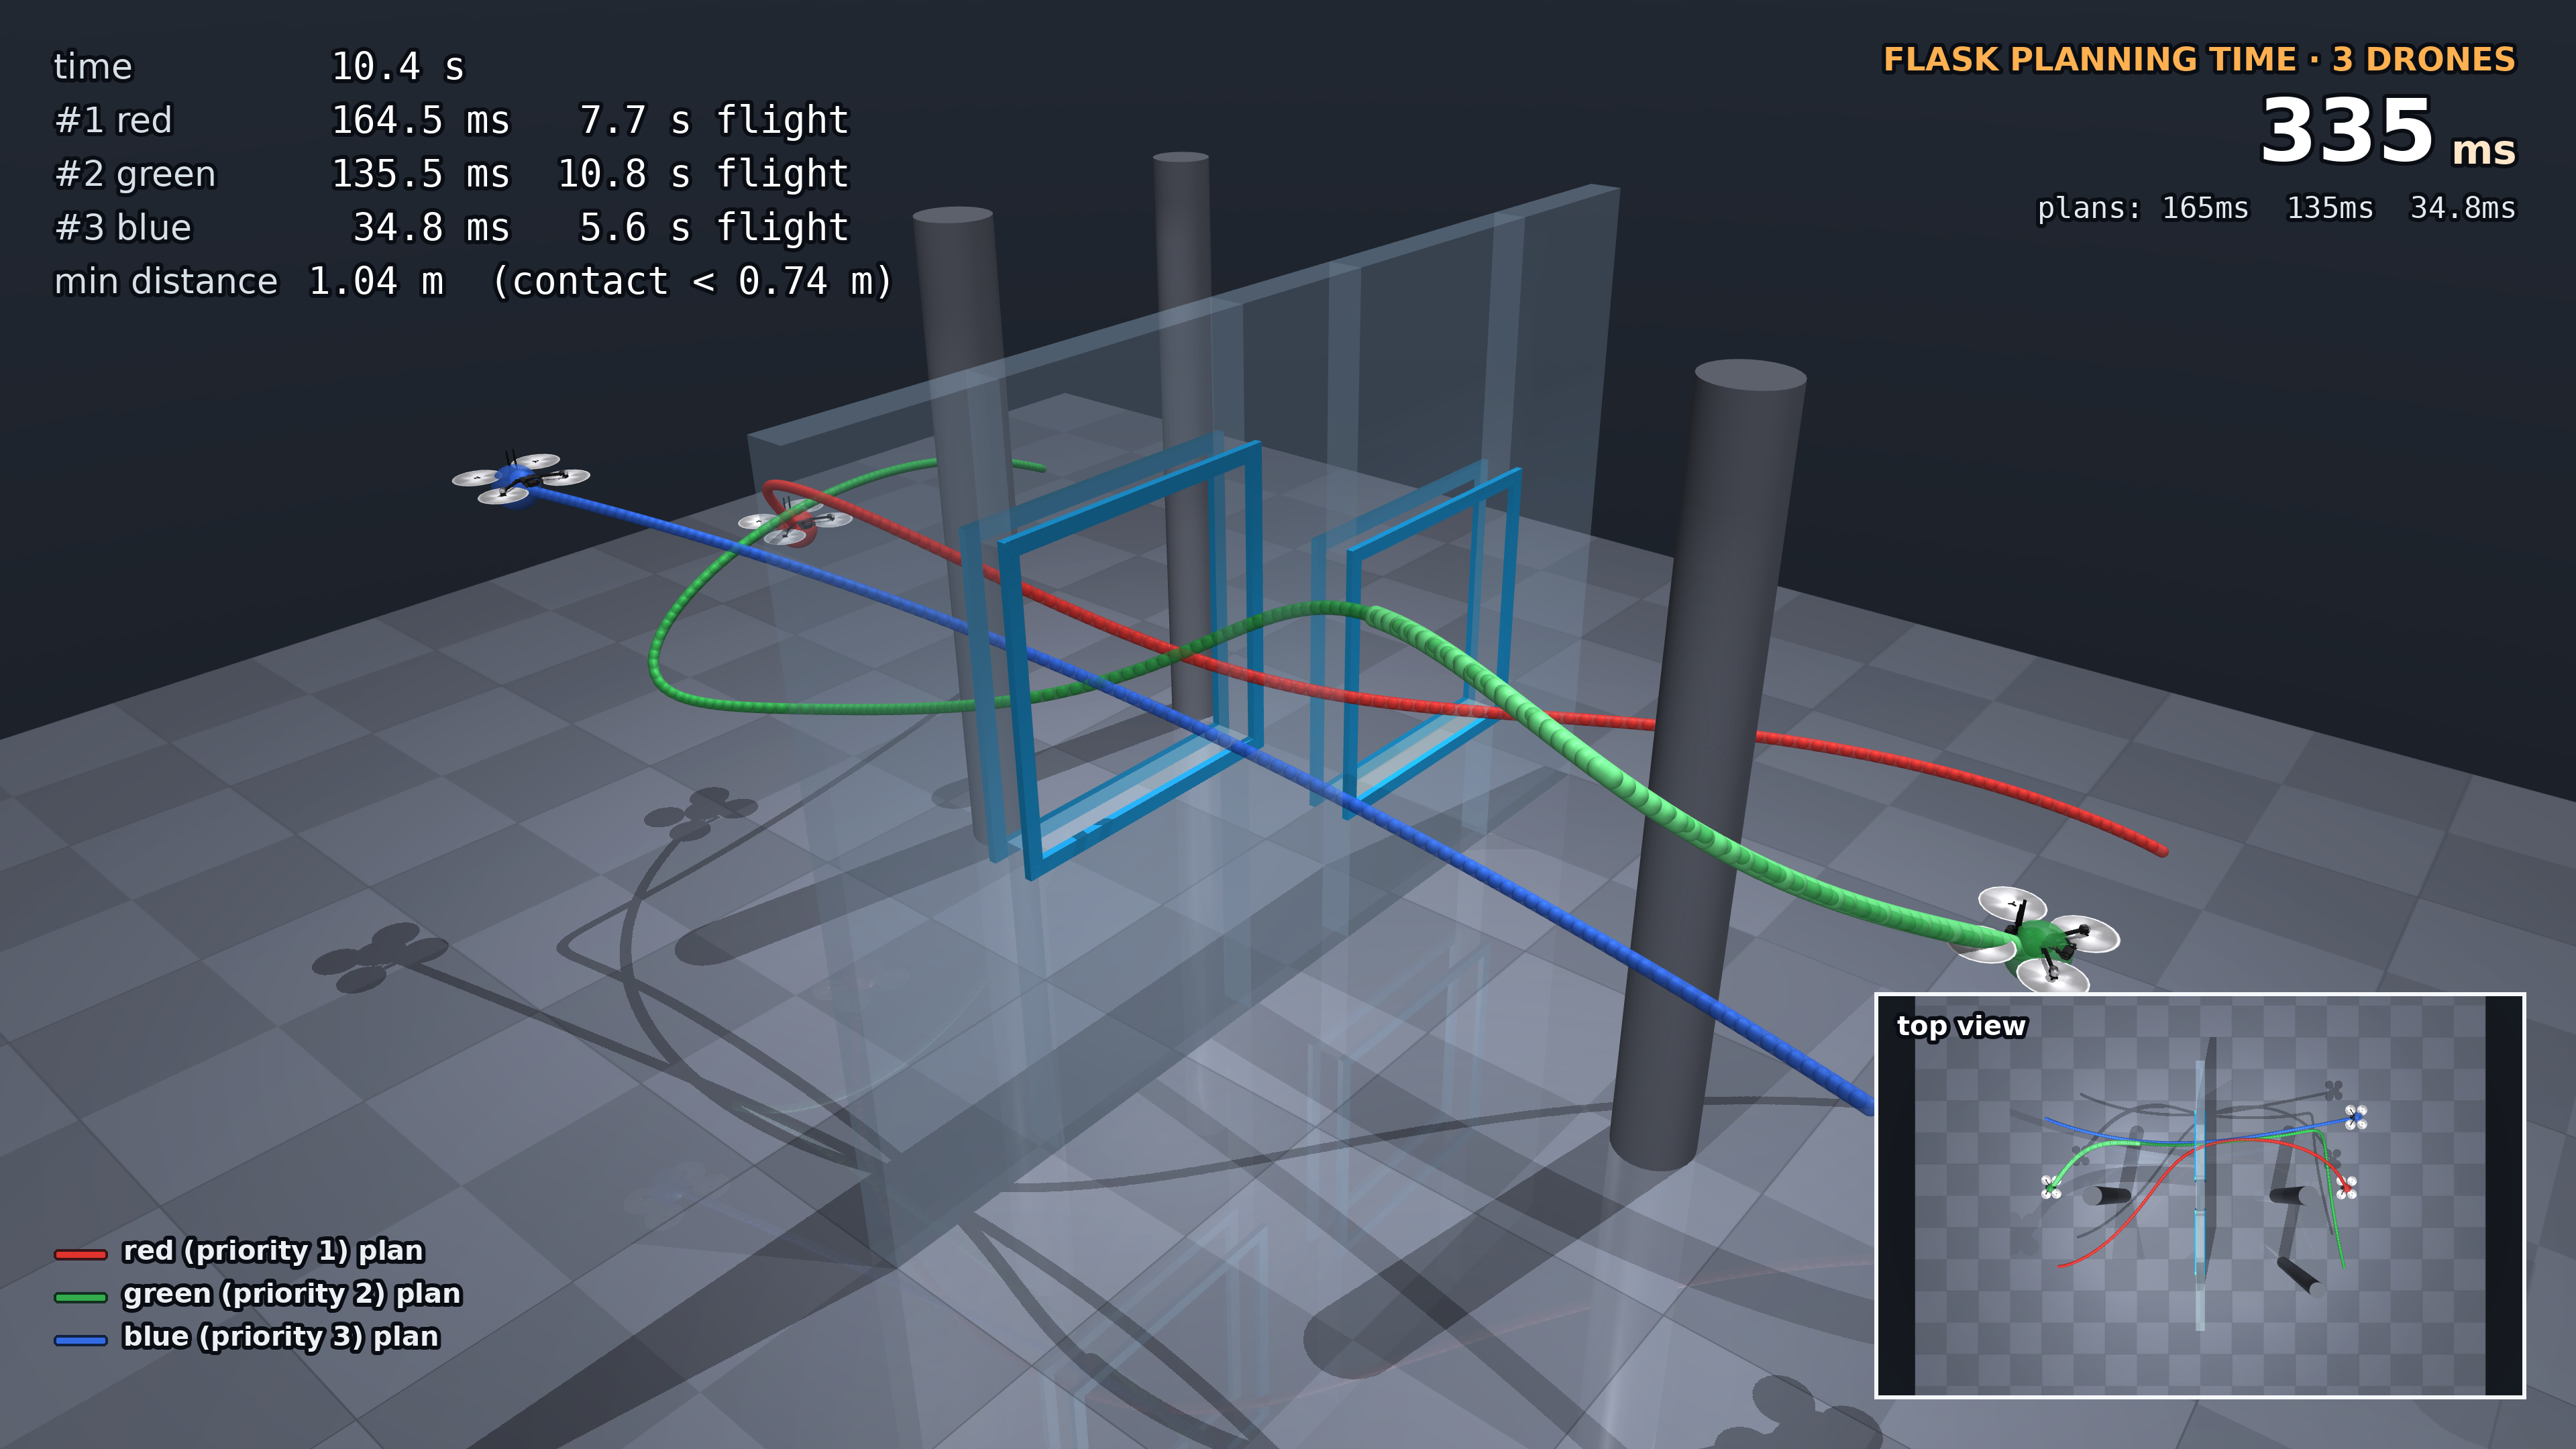 time 10.4 s
#1 red 164.5 ms 7.7 s flight
#2 green 135.5 ms 10.8 s flight
#3 blue 34.8 ms 5.6 s flight
min distance 1.04 m (contact < 0.74 m)
FLASK PLANNING TIME · 3 DRONES
335 ms
plans: 165ms 135ms 34.8ms
red (priority 1) plan
green (priority 2) plan
blue (priority 3) plan
top view